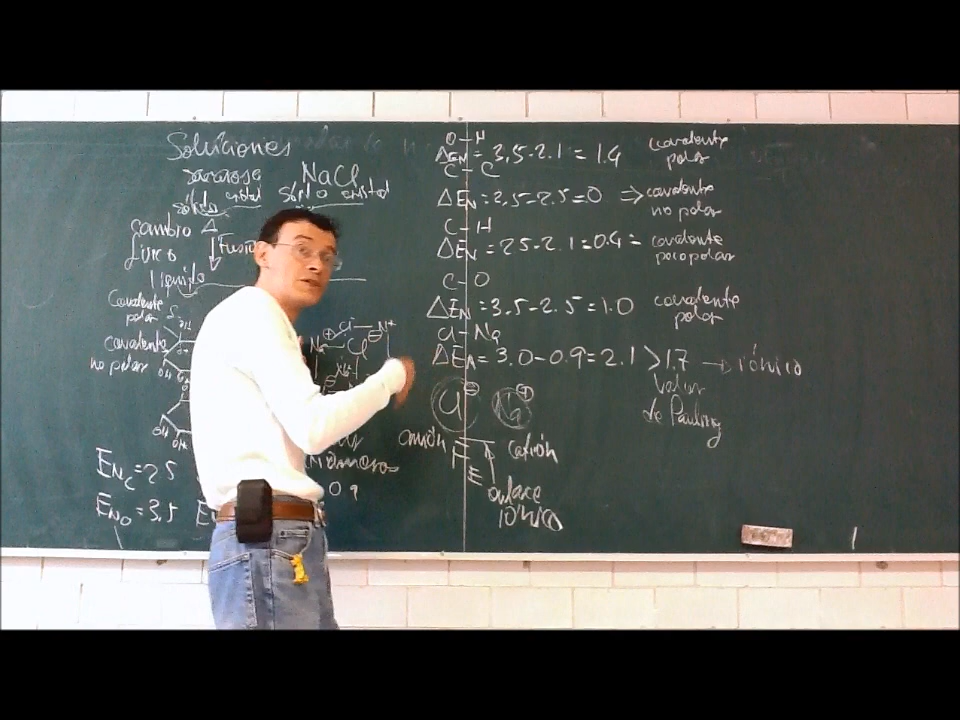 Soluciones
sacarosa NaCl
sólido cristal sólido cristal
cambio Δ
físico Fusió
líquido
Covalente
polar
covalente
no polar
EN_C = 2.5
EN_O = 3.5
O-H
ΔEN = 3.5-2.1 = 1.4 covalente
polar
C-C
ΔEN = 2.5-2.5=0 ⇒ covalente
no polar
C-H
ΔEN = 2.5-2.1=0.4= covalente
poco polar
C-O
ΔEN = 3.5-2.5=1.0 covalente
polar
Cl-Na
ΔEN = 3.0-0.9=2.1 >1.7 → iónico
valor
de Pauling
Cl⊖ Na⊕
anión catión
F
E
enlace
iónico